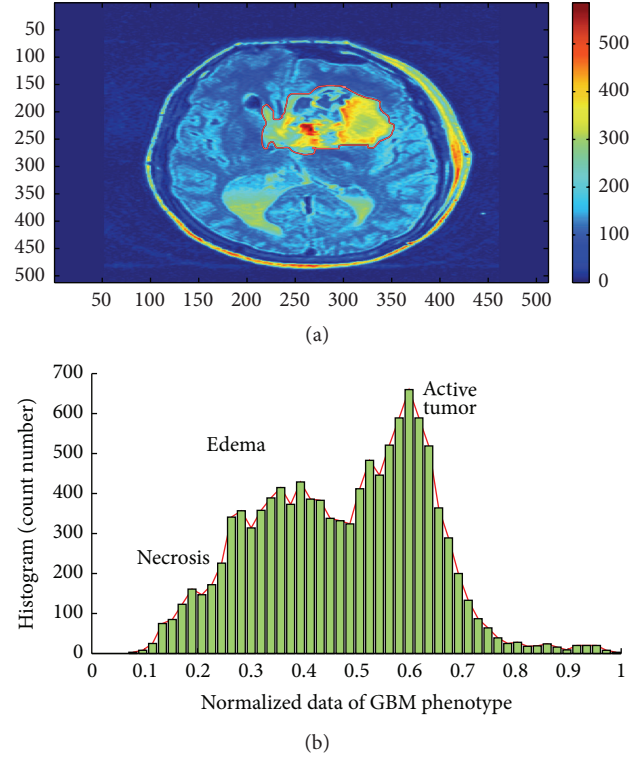 50
100
150
200
250
300
350
400
450
500
50 100 150 200 250 300 350 400 450 500
500
400
300
200
100
0
(a)
700
600
500
400
300
200
100
0
Histogram (count number)
Active
tumor
Edema
Necrosis
0 0.1 0.2 0.3 0.4 0.5 0.6 0.7 0.8 0.9 1
Normalized data of GBM phenotype
(b)